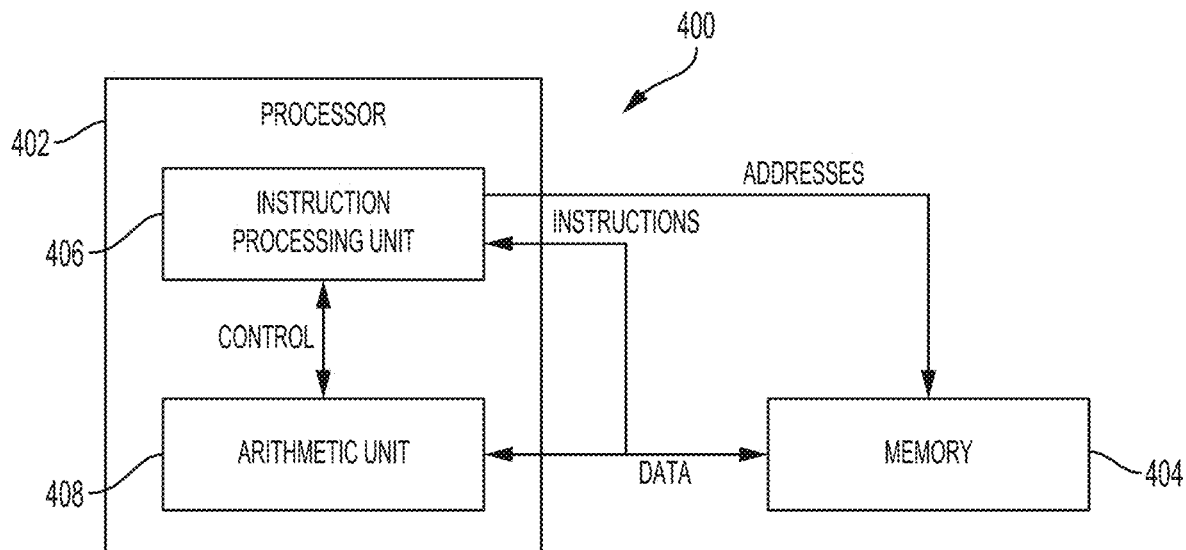 400
PROCESSOR
402
ADDRESSES
INSTRUCTION
PROCESSING UNIT
INSTRUCTIONS
406
CONTROL
ARITHMETIC UNIT
MEMORY
DATA
408
404